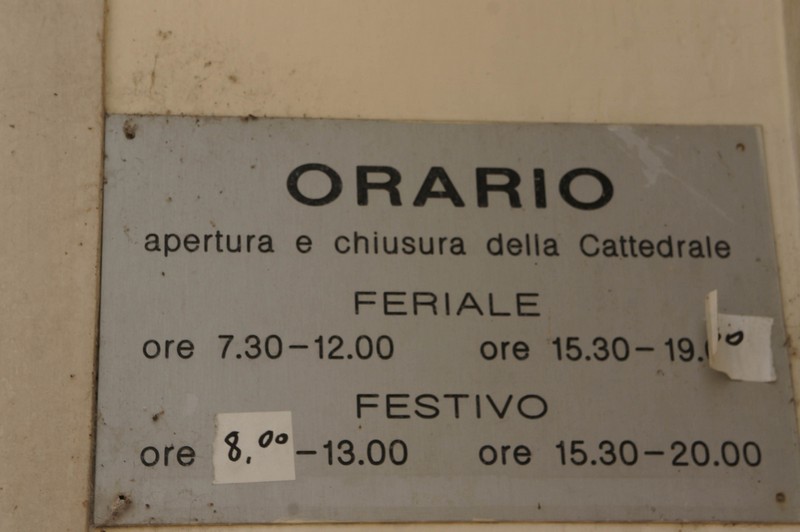 ORARIO
apertura e chiusura della Cattedrale
FERIALE
ore 7.30-12.00 ore 15.30-19.00
FESTIVO
ore 8.00-13.00 ore 15.30-20.00